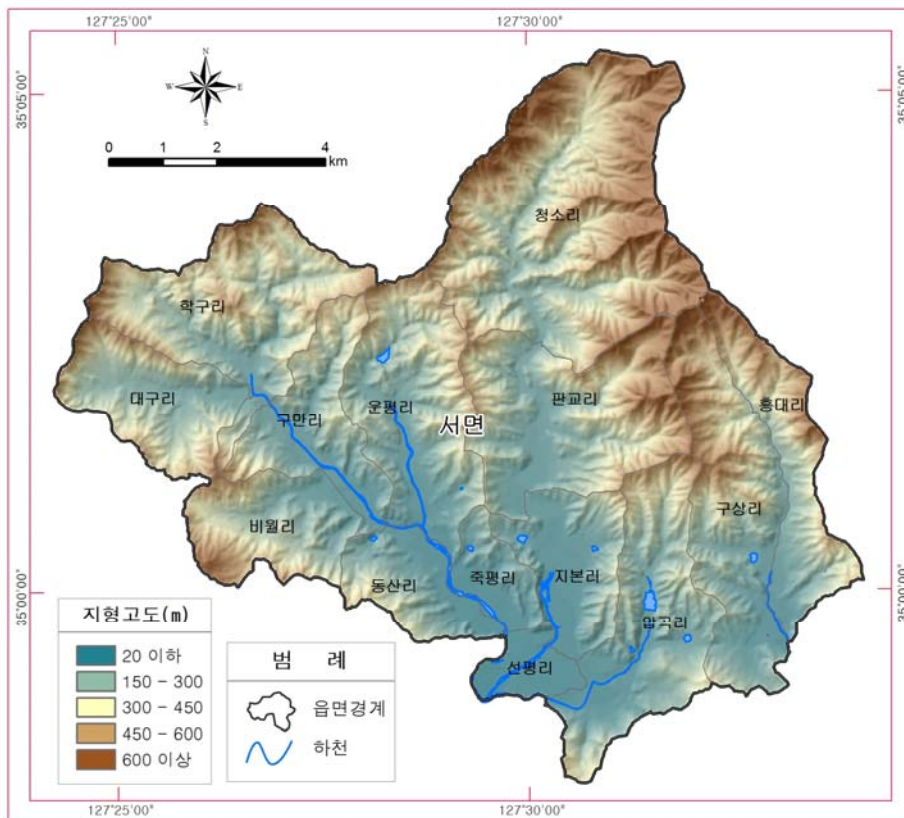 127°25'00" 127°30'00"
35°05'00" 35°05'00"
N
W E
S
0 1 2 4
km
청소리
학구리
대구리
구만리
운평리
서면
판교리
흥대리
비월리
구상리
동산리
죽평리
지본리
압곡리
선평리
35°00'00" 35°00'00"
지형고도(m)
20 이하
150 - 300
300 - 450
450 - 600
600 이상
범 례
읍면경계
하천
127°25'00" 127°30'00"